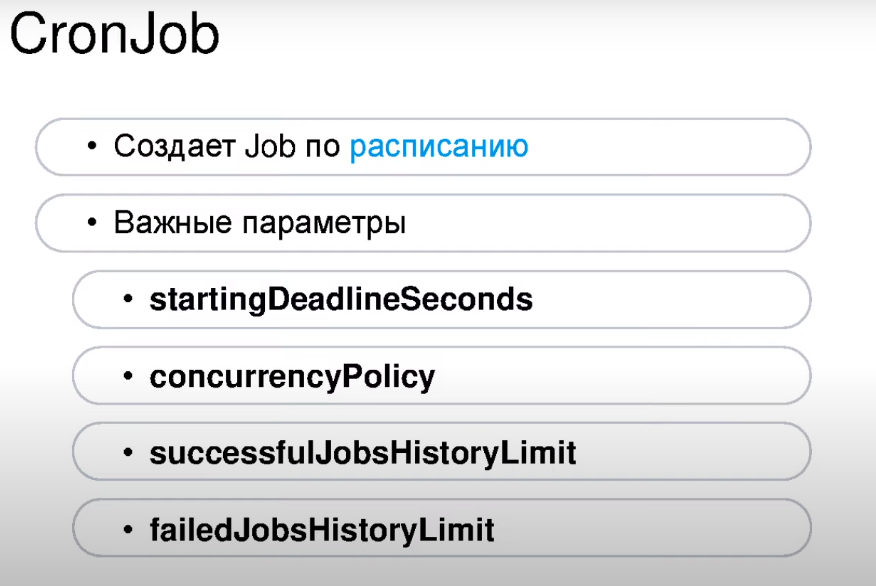 CronJob
• Создает Job по расписанию
• Важные параметры
• startingDeadlineSeconds
• concurrencyPolicy
• successfulJobsHistoryLimit
• failedJobsHistoryLimit